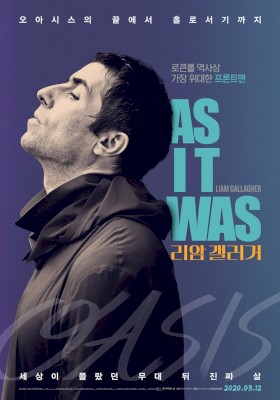 오아시스의 끝에서 홀로서기까지
로큰롤 역사상
가장 위대한 프론트맨
AS
IT
LIAM GALLAGHER
WAS
리암 갤러거
OASIS
세상이 몰랐던 무대 뒤 진짜 삶
2020.03.12